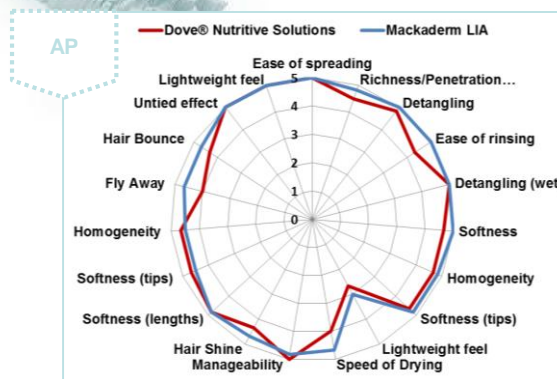 AP
Dove® Nutritive Solutions
Mackaderm LIA
Ease of spreading
Lightweight feel
Richness/Penetration…
Untied effect
Detangling
Hair Bounce
Ease of rinsing
Fly Away
Detangling (wet
Homogeneity
Softness
Softness (tips)
Homogeneity
Softness (lengths)
Softness (tips)
Hair Shine
Lightweight feel
Manageability
Speed of Drying
5
4
3
2
1
0